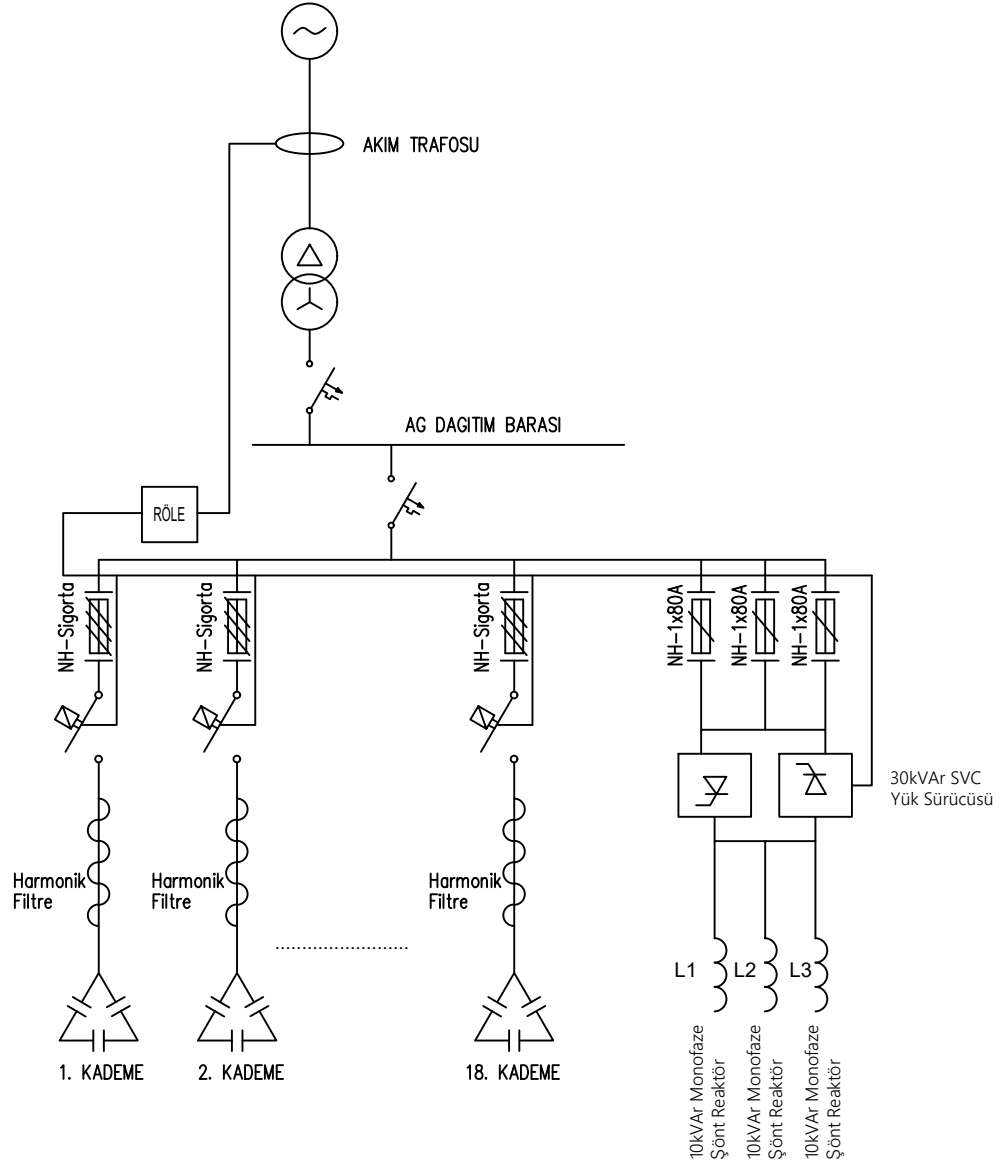 AKIM TRAFOSU
AG DAGITIM BARASI
RÖLE
NH-Sigorta
NH-Sigorta
NH-Sigorta
NH-1x80A
NH-1x80A
NH-1x80A
30kVAr SVC
Yük Sürücüsü
Harmonik
Filtre
Harmonik
Filtre
Harmonik
Filtre
L1
L2
L3
1. KADEME
2. KADEME
18. KADEME
10kVAr Monofaze
Şönt Reaktör
10kVAr Monofaze
Şönt Reaktör
10kVAr Monofaze
Şönt Reaktör